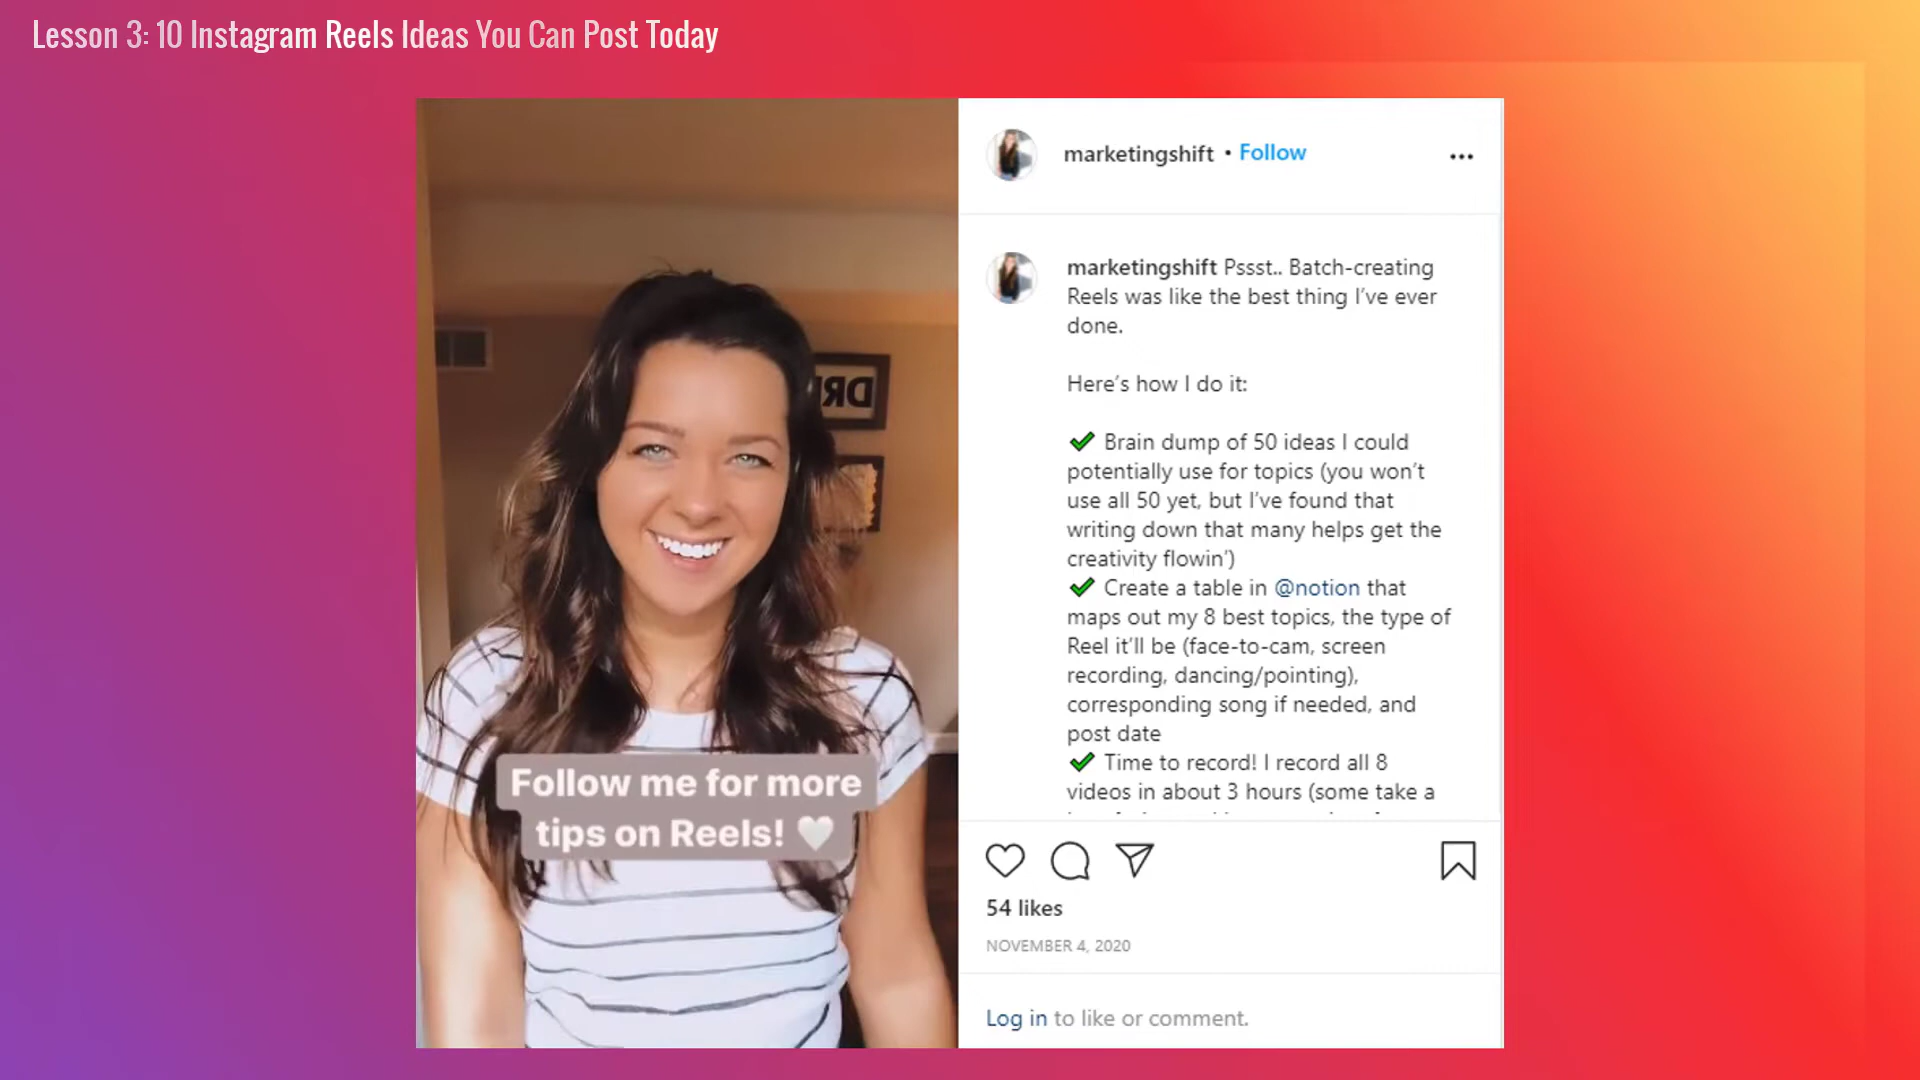 Lesson 3: 10 Instagram Reels Ideas You Can Post Today
DR
Follow me for more
tips on Reels! 🤍
marketingshift • Follow
marketingshift Pssst.. Batch-creating
Reels was like the best thing I've ever
done.
Here's how I do it:
✔ Brain dump of 50 ideas I could
potentially use for topics (you won't
use all 50 yet, but I've found that
writing down that many helps get the
creativity flowin')
✔ Create a table in @notion that
maps out my 8 best topics, the type of
Reel it'll be (face-to-cam, screen
recording, dancing/pointing),
corresponding song if needed, and
post date
✔ Time to record! I record all 8
videos in about 3 hours (some take a
54 likes
NOVEMBER 4, 2020
Log in to like or comment.